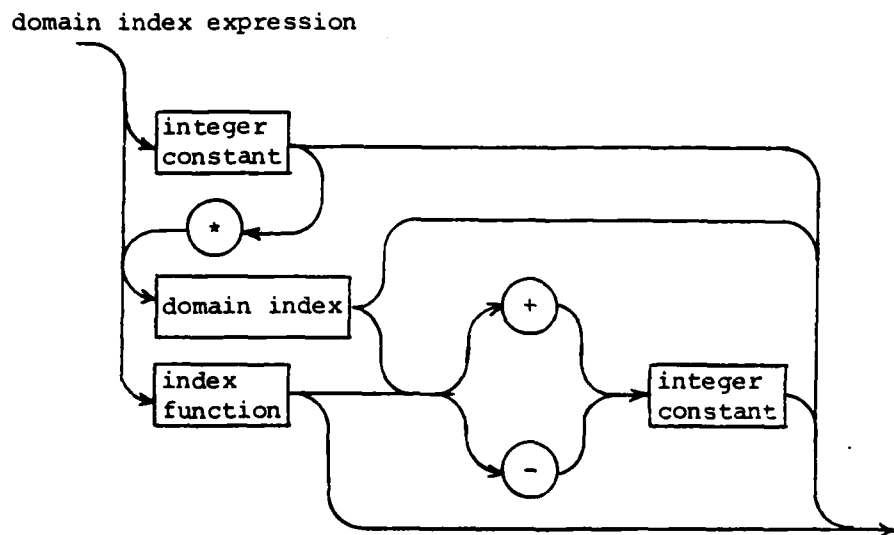 domain index expression
integer
constant
*
domain index
+
index
function
integer
constant
-